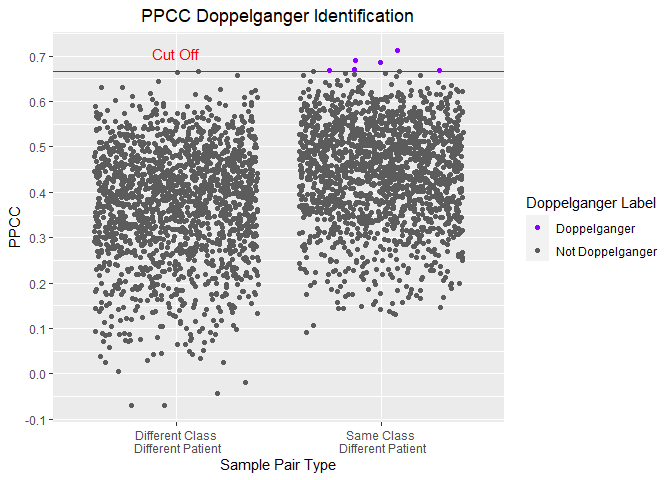 PPCC Doppelganger Identification
Cut Off
0.7
0.6
0.5
0.4
0.3
0.2
0.1
0.0
-0.1
PPCC
Different Class
Different Patient
Same Class
Different Patient
Sample Pair Type
Doppelganger Label
Doppelganger
Not Doppelganger